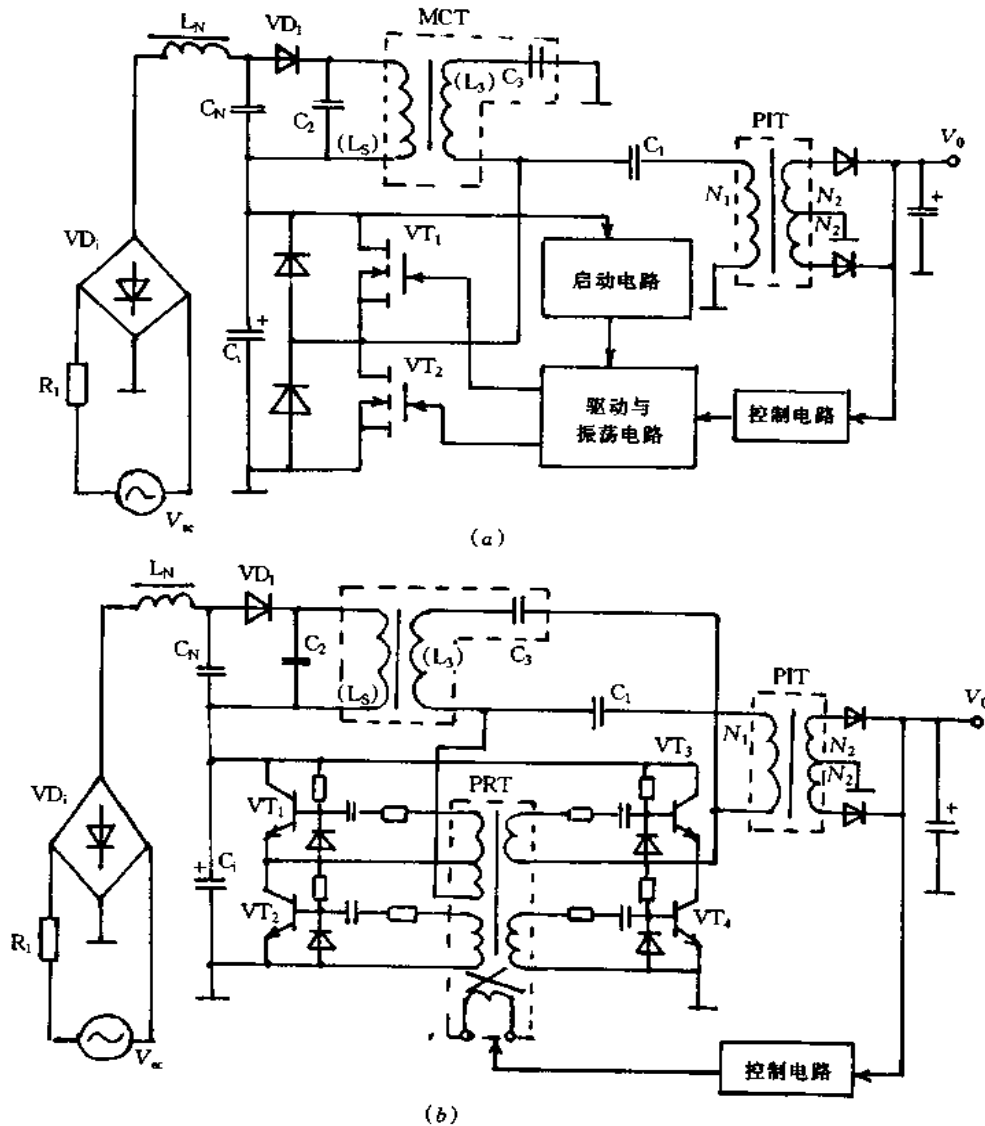 MCT
L_N
VD_1
C_N
C_2
(L_S)
(L_3)
C_3
C_1
PIT
V_0
N_1
N_2
N_2
VD_i
VT_1
启动电路
C_i
VT_2
R_1
驱动与
振荡电路
控制电路
V_ac
(a)
L_N
VD_1
C_N
C_2
(L_S)
(L_3)
C_3
C_1
PIT
V_0
N_1
N_2
N_2
VT_3
PRT
VD_i
VT_1
C_i
VT_2
VT_4
R_1
V_ac
控制电路
(b)